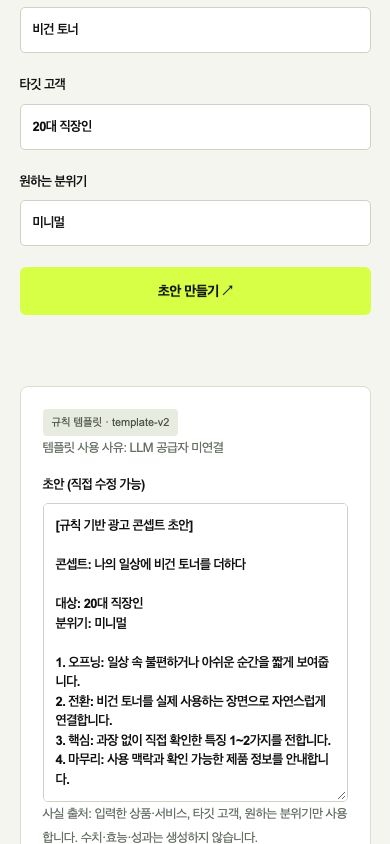 비건 토너
타깃 고객
20대 직장인
원하는 분위기
미니멀
초안 만들기 ↗
규칙 템플릿 · template-v2
템플릿 사용 사유: LLM 공급자 미연결
초안 (직접 수정 가능)
[규칙 기반 광고 콘셉트 초안]
콘셉트: 나의 일상에 비건 토너를 더하다
대상: 20대 직장인
분위기: 미니멀
1. 오프닝: 일상 속 불편하거나 아쉬운 순간을 짧게 보여줍
니다.
2. 전환: 비건 토너를 실제 사용하는 장면으로 자연스럽게
연결합니다.
3. 핵심: 과장 없이 직접 확인한 특징 1~2가지를 전합니다.
4. 마무리: 사용 맥락과 확인 가능한 제품 정보를 안내합니
다.
사실 출처: 입력한 상품·서비스, 타깃 고객, 원하는 분위기만 사용
합니다. 수치·효능·성과는 생성하지 않습니다.